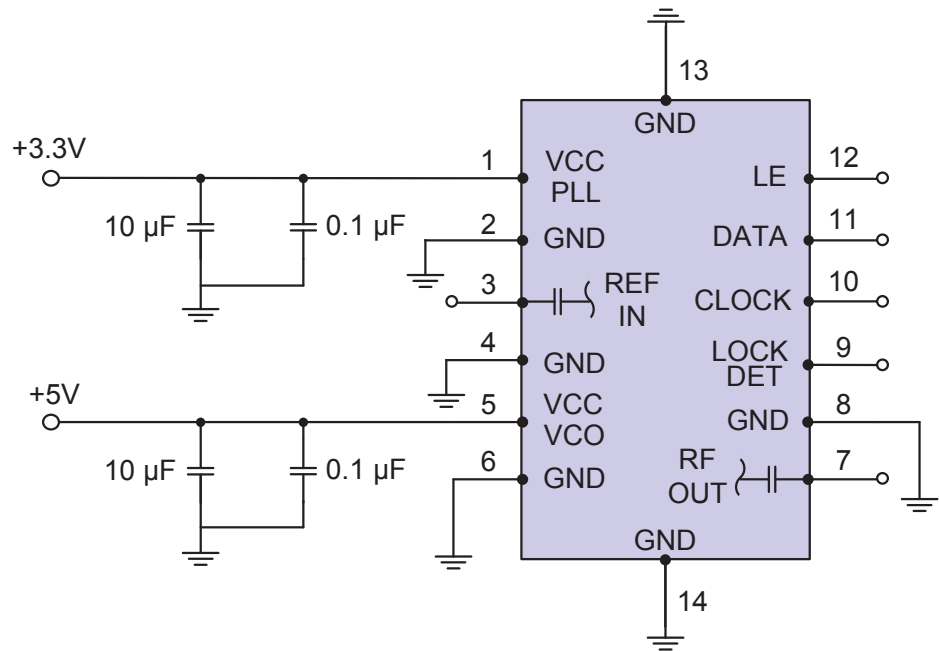 13
GND
+3.3V
1
VCC
PLL
12
LE
10 µF
0.1 µF
2
GND
11
DATA
3
REF
IN
10
CLOCK
4
GND
9
LOCK
DET
+5V
5
VCC
VCO
8
GND
10 µF
0.1 µF
6
GND
7
RF
OUT
GND
14